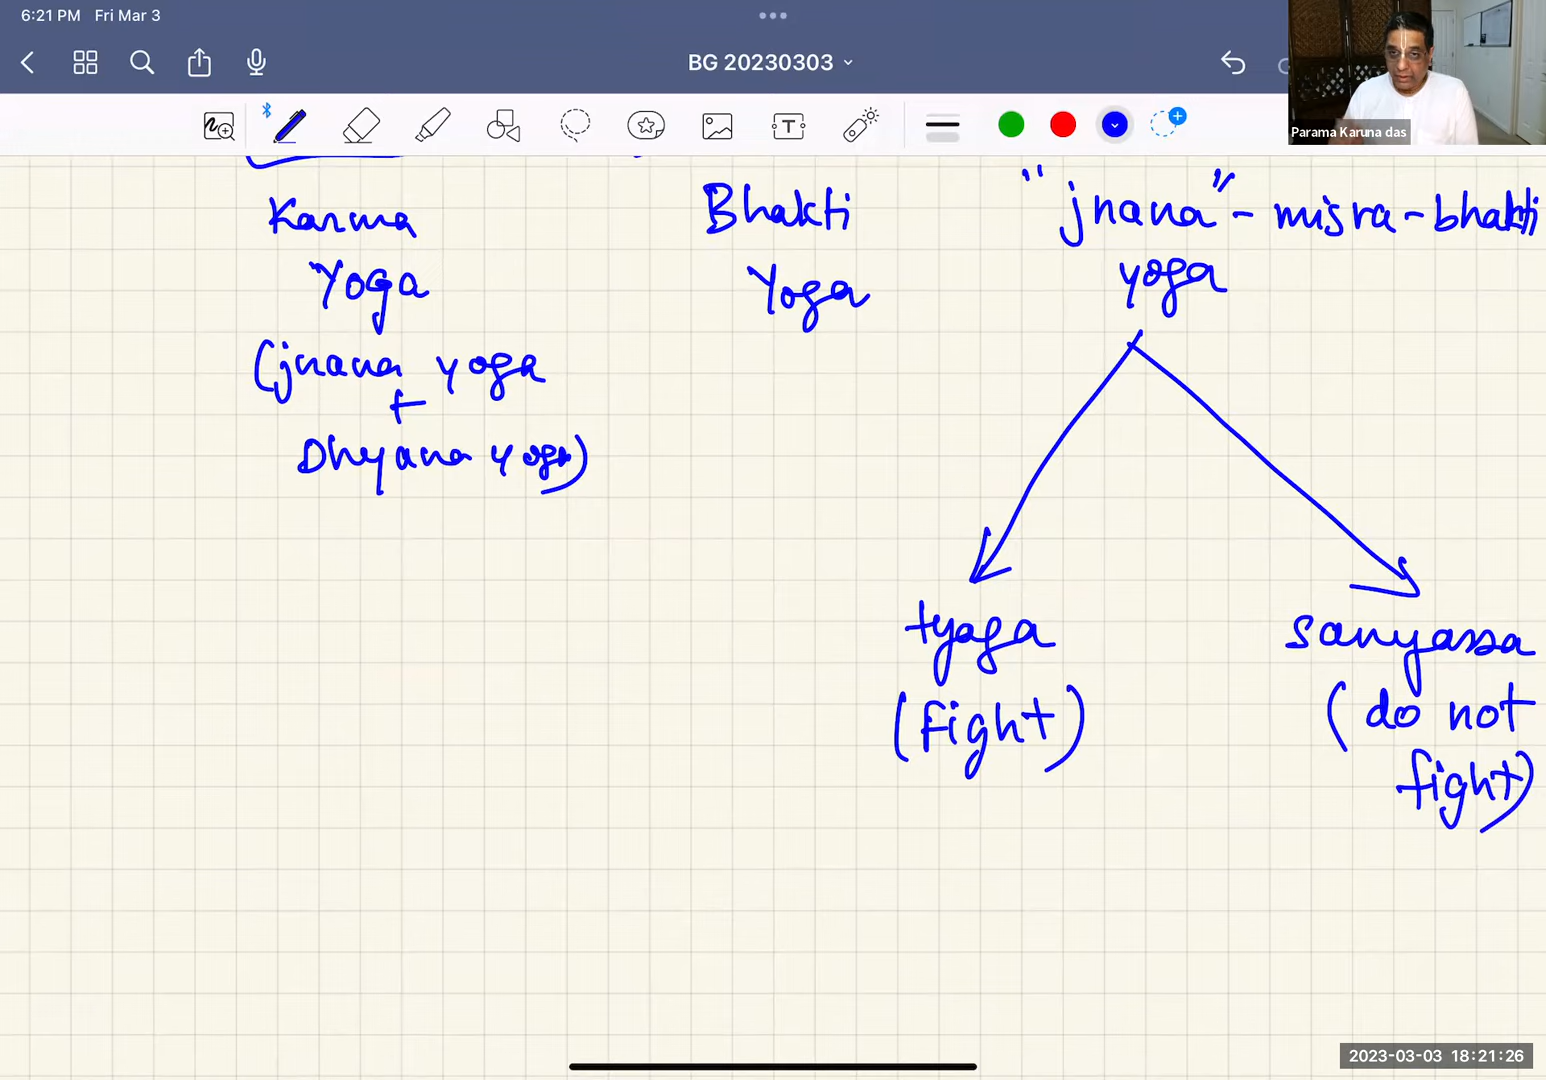 6:21 PM Fri Mar 3
BG 20230303
Parama Karuna das
Karma
Yoga
(jnana yoga
+
Dhyana yoga)
Bhakti
Yoga
"jnana" - misra - bhakti
yoga
tyaga
(fight)
sanyassa
(do not
fight)
2023-03-03 18:21:26